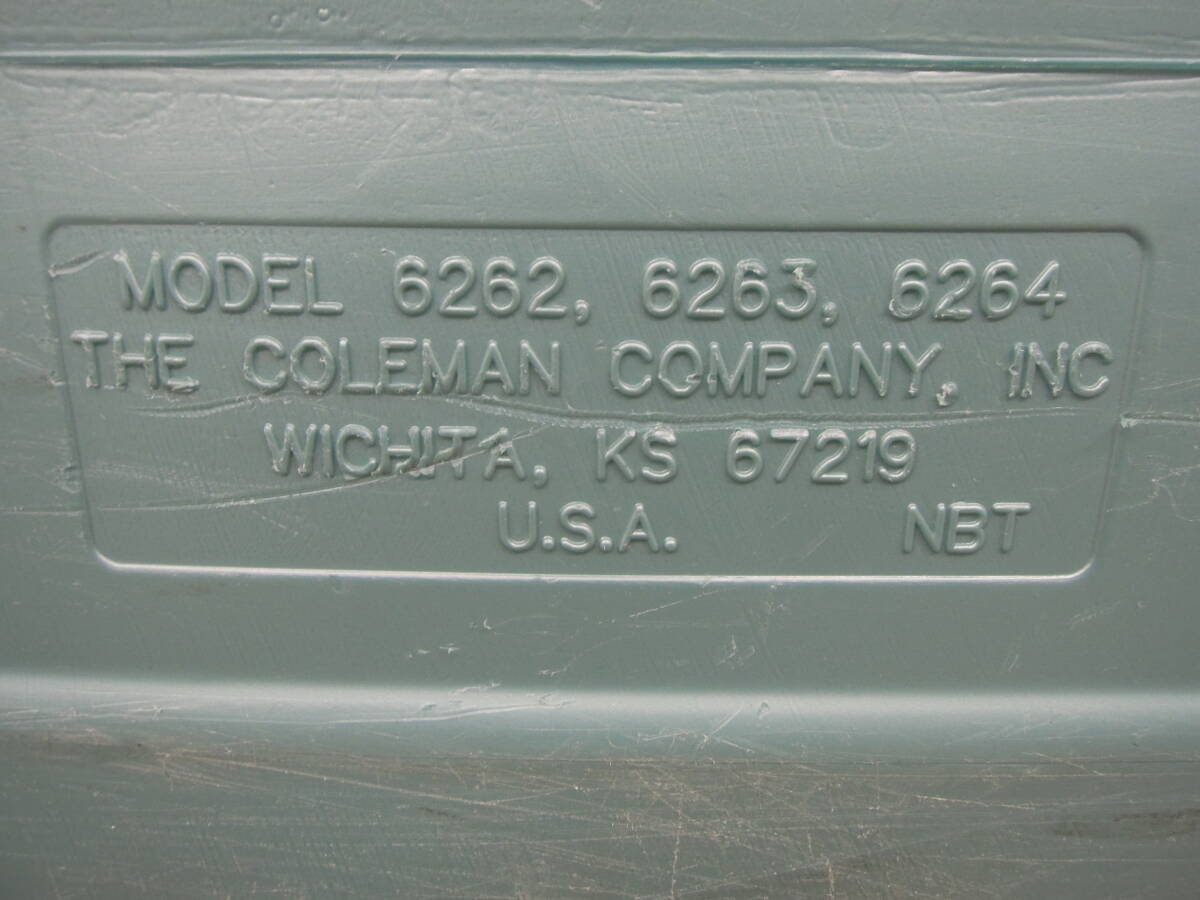 MODEL 6262, 6263, 6264
THE COLEMAN COMPANY, INC
WICHITA, KS 67219
U.S.A. NBT